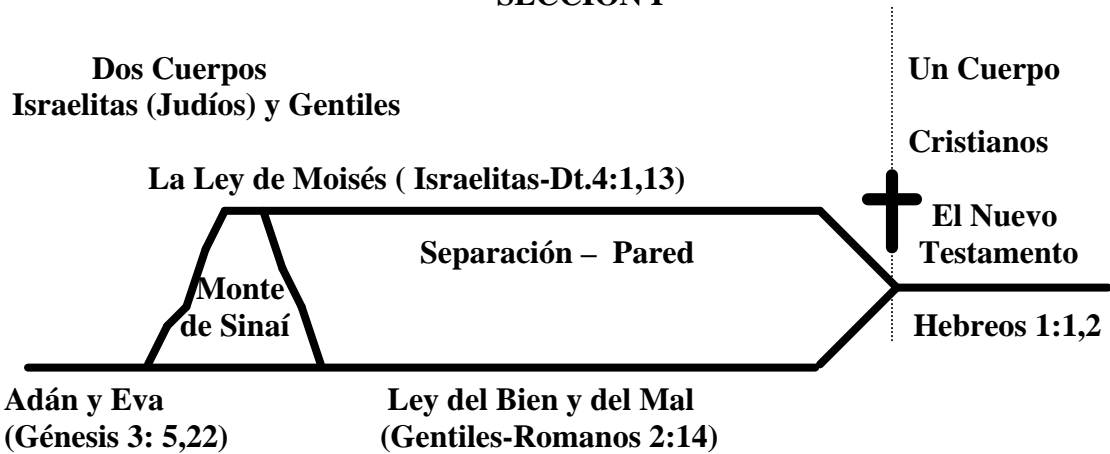 SECCIÓN I
Dos Cuerpos
Israelitas (Judíos) y Gentiles
Un Cuerpo
Cristianos
La Ley de Moisés ( Israelitas-Dt.4:1,13)
El Nuevo
Testamento
Separación – Pared
Monte
de Sinaí
Hebreos 1:1,2
Adán y Eva
(Génesis 3: 5,22)
Ley del Bien y del Mal
(Gentiles-Romanos 2:14)